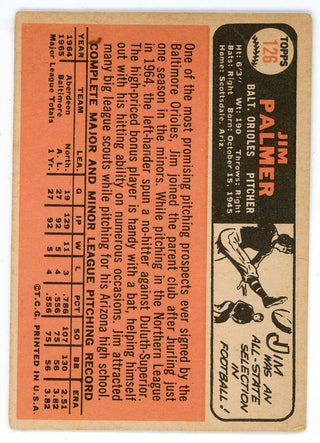 TOPPS
126
JIM
PALMER
BALT. ORIOLES PITCHER
Ht: 6'3" Wt: 190 Throws: Right
Bats: Right Born: October 15, 1945
Home: Scottsdale, Ariz.
JIM
WAS AN
ALL-STATE
SELECTION
IN
FOOTBALL!
One of the most promising pitching prospects ever signed by the
Baltimore Orioles, Jim joined the parent club after hurling just
one season in the minors. While pitching in the Northern League
in 1964, the left-hander spun a no-hitter against Duluth-Superior.
The high-priced bonus player is handy with a bat, helping himself
out with his hitting ability on numerous occasions. Jim attracted
many big league scouts while pitching for his Arizona high school.
COMPLETE MAJOR AND MINOR LEAGUE PITCHING RECORD
YEAR TEAM LEA. G IP W L PCT SO BB ERA
1964 Aberdeen North. 19 129 11 3 .786 107 130 2.51
1965 Baltimore A. L. 27 92 5 4 .556 75 56 3.82
Major League Totals 1 Yr. 27 92 5 4 .556 75 56 3.82
©T.C.G. PRINTED IN U.S.A.